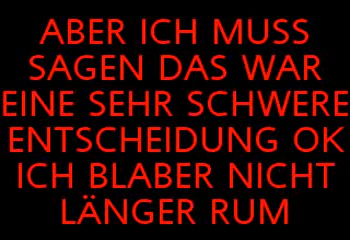 ABER ICH MUSS
SAGEN DAS WAR
EINE SEHR SCHWERE
ENTSCHEIDUNG OK
ICH BLABER NICHT
LÄNGER RUM